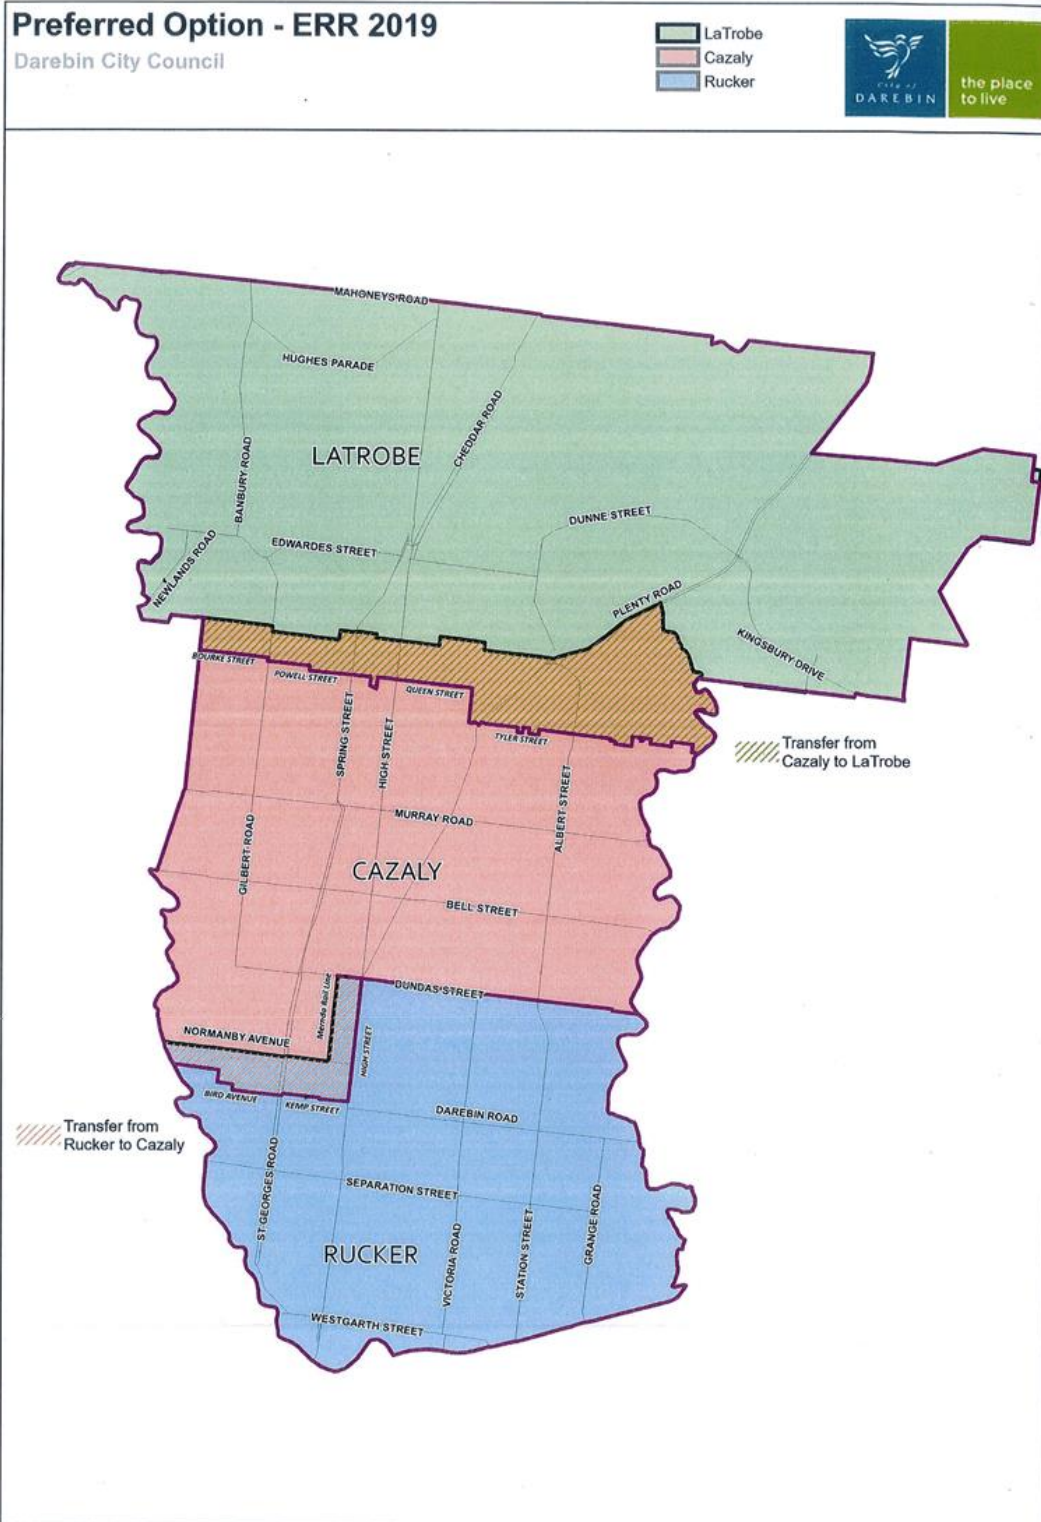 Preferred Option - ERR 2019
Darebin City Council
LaTrobe
Cazaly
Rucker
City of
DAREBIN
the place
to live
MAHONEYS ROAD
HUGHES PARADE
CHEDDAR ROAD
LATROBE
BANBURY ROAD
DUNNE STREET
EDWARDES STREET
NEWLANDS ROAD
PLENTY ROAD
KINGSBURY DRIVE
BOURKE STREET
POWELL STREET
QUEEN STREET
SPRING STREET
HIGH STREET
TYLER STREET
Transfer from
Cazaly to LaTrobe
ALBERT STREET
MURRAY ROAD
GILBERT ROAD
CAZALY
BELL STREET
DUNDAS STREET
Mernda Rail Line
NORMANBY AVENUE
HIGH STREET
BIRD AVENUE
KEMP STREET
DAREBIN ROAD
Transfer from
Rucker to Cazaly
ST GEORGES ROAD
SEPARATION STREET
GRANGE ROAD
STATION STREET
VICTORIA ROAD
RUCKER
WESTGARTH STREET